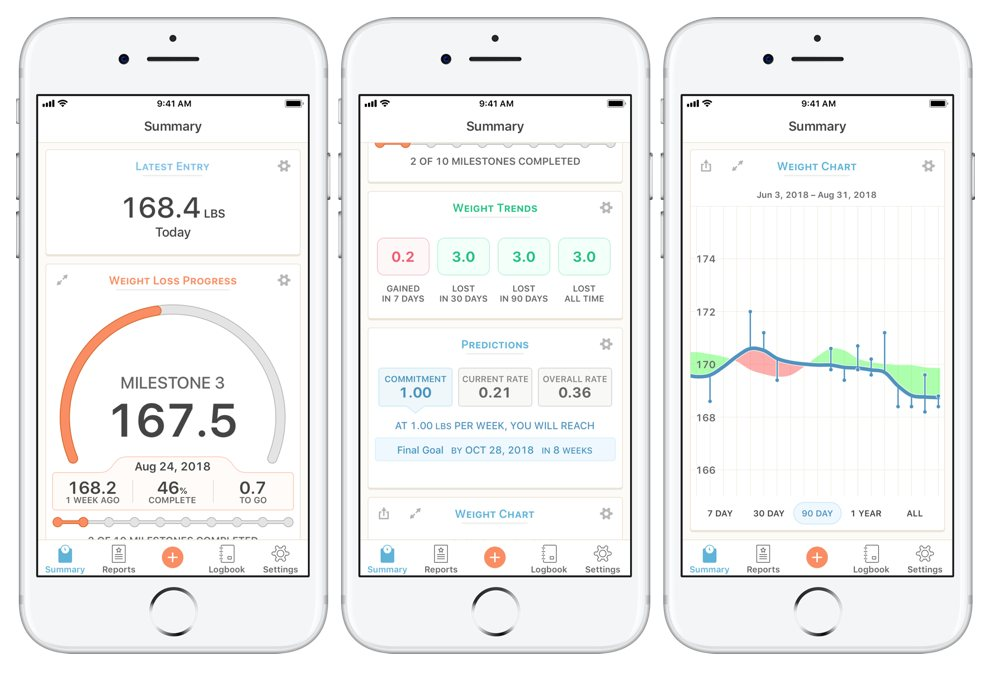 9:41 AM
Summary
LATEST ENTRY
168.4 LBS
Today
WEIGHT LOSS PROGRESS
MILESTONE 3
167.5
Aug 24, 2018
168.2 46% 0.7
1 WEEK AGO COMPLETE TO GO
2 OF 10 MILESTONES COMPLETED
Summary Reports Logbook Settings
9:41 AM
Summary
2 OF 10 MILESTONES COMPLETED
WEIGHT TRENDS
0.2 3.0 3.0 3.0
GAINED LOST LOST LOST
IN 7 DAYS IN 30 DAYS IN 90 DAYS ALL TIME
PREDICTIONS
COMMITMENT CURRENT RATE OVERALL RATE
1.00 0.21 0.36
AT 1.00 LBS PER WEEK, YOU WILL REACH
Final Goal BY OCT 28, 2018 IN 8 WEEKS
WEIGHT CHART
Summary Reports Logbook Settings
9:41 AM
Summary
WEIGHT CHART
Jun 3, 2018 – Aug 31, 2018
174
172
170
168
166
7 DAY 30 DAY 90 DAY 1 YEAR ALL
Summary Reports Logbook Settings